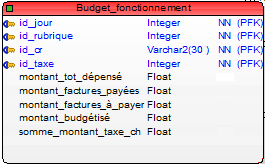 Budget_fonctionnement
id_jour Integer NN (PFK)
id_rubrique Integer NN (PFK)
id_cr Varchar2(30 ) NN (PFK)
id_taxe Integer NN (PFK)
montant_tot_dépensé Float
montant_factures_payées Float
montant_factures_à_payer Float
montant_budgétisé Float
somme_montant_taxe_ch Float